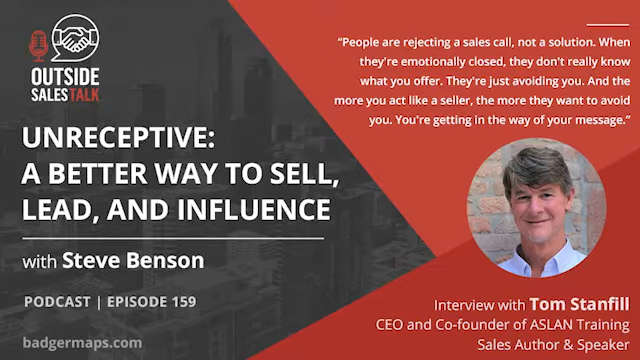 OUTSIDE
SALESTALK
UNRECEPTIVE:
A BETTER WAY TO SELL,
LEAD, AND INFLUENCE
with Steve Benson
PODCAST | EPISODE 159
badgermaps.com
“People are rejecting a sales call, not a solution. When
they're emotionally closed, they don't really know
what you offer. They're just avoiding you. And the
more you act like a seller, the more they want to avoid
you. You're getting in the way of your message.”
Interview with Tom Stanfill
CEO and Co-founder of ASLAN Training
Sales Author & Speaker